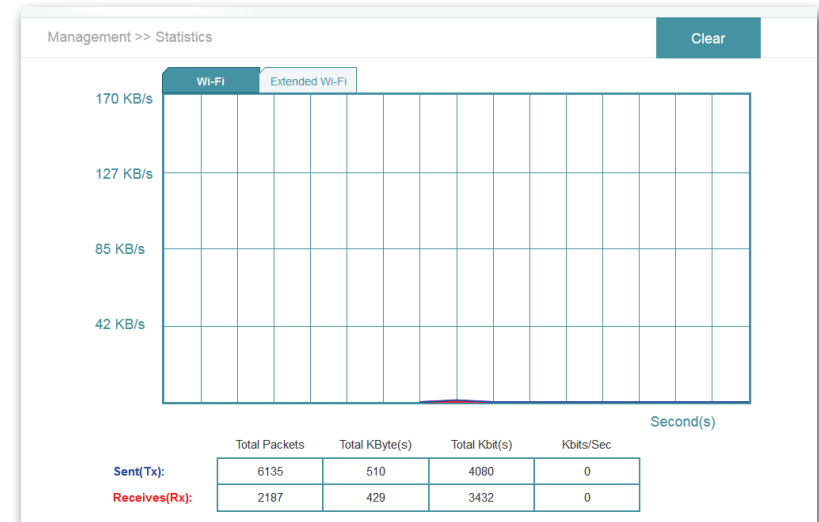 Management >> Statistics
Clear
Wi-Fi
Extended Wi-Fi
170 KB/s
127 KB/s
85 KB/s
42 KB/s
Second(s)
Total Packets Total KByte(s) Total Kbit(s) Kbits/Sec
Sent(Tx): 6135 510 4080 0
Receives(Rx): 2187 429 3432 0